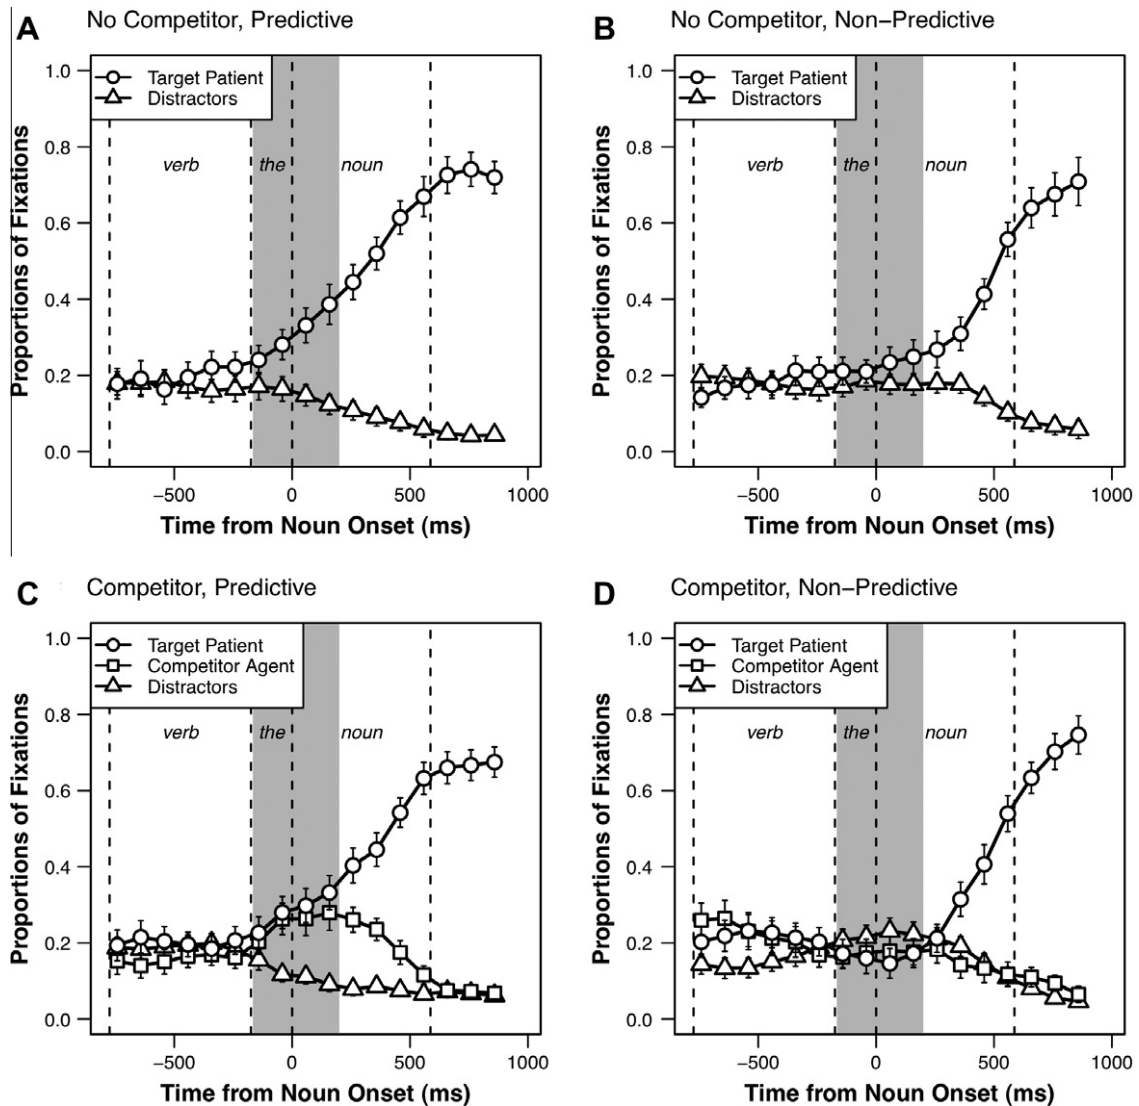 A No Competitor, Predictive
Target Patient
Distractors
verb the noun
Proportions of Fixations
1.0
0.8
0.6
0.4
0.2
0.0
−500 0 500 1000
Time from Noun Onset (ms)
B No Competitor, Non−Predictive
Target Patient
Distractors
verb the noun
Proportions of Fixations
1.0
0.8
0.6
0.4
0.2
0.0
−500 0 500 1000
Time from Noun Onset (ms)
C Competitor, Predictive
Target Patient
Competitor Agent
Distractors
verb the noun
Proportions of Fixations
1.0
0.8
0.6
0.4
0.2
0.0
−500 0 500 1000
Time from Noun Onset (ms)
D Competitor, Non−Predictive
Target Patient
Competitor Agent
Distractors
verb the noun
Proportions of Fixations
1.0
0.8
0.6
0.4
0.2
0.0
−500 0 500 1000
Time from Noun Onset (ms)